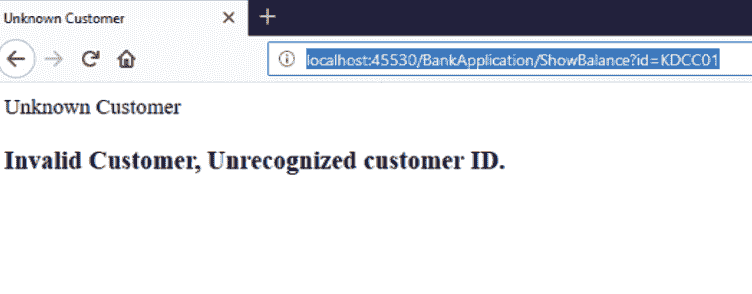 Unknown Customer
localhost:45530/BankApplication/ShowBalance?id=KDCC01
Unknown Customer
Invalid Customer, Unrecognized customer ID.